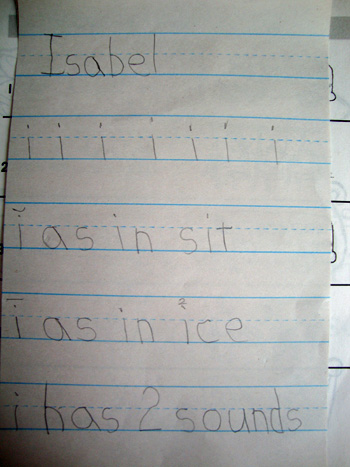 Isabel
i i i i i i i
ĭ as in sit
ī as in ice
i has 2 sounds